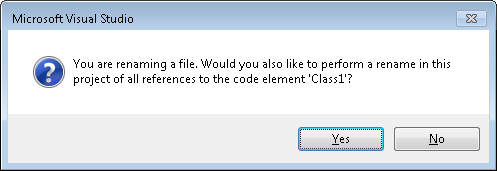 Microsoft Visual Studio
You are renaming a file. Would you also like to perform a rename in this
project of all references to the code element 'Class1'?
Yes
No